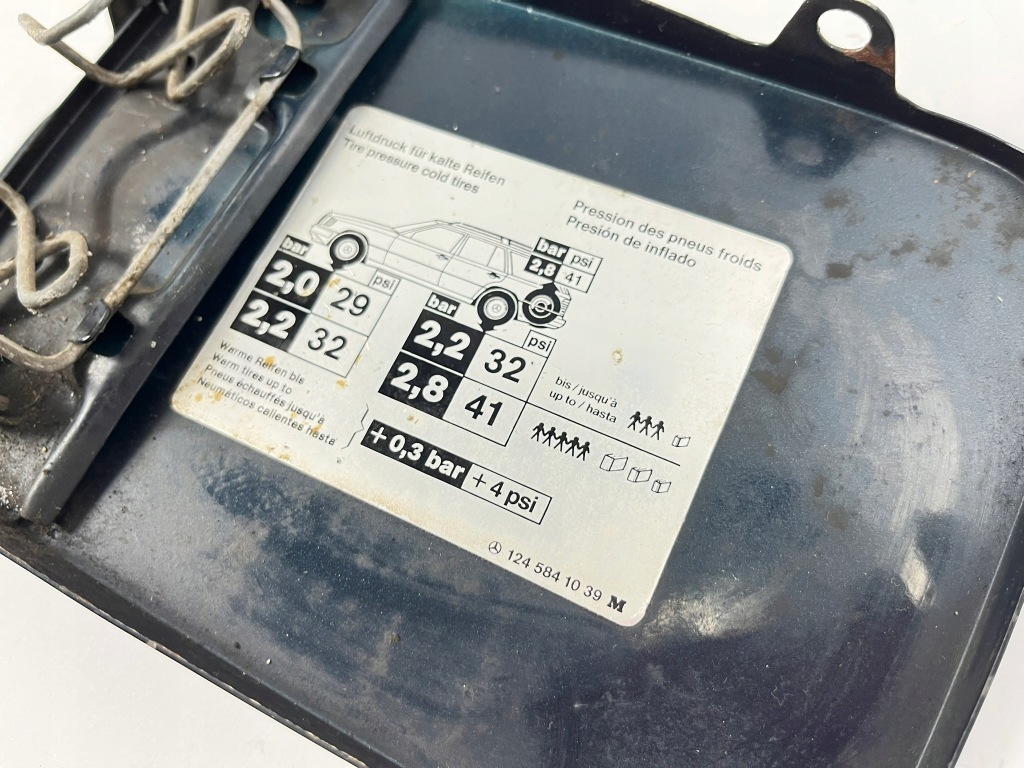 Luftdruck für kalte Reifen
Tire pressure cold tires
Pression des pneus froids
Presión de inflado
bar psi
2,8 41
bar psi
2,0 29
2,2 32
bar psi
2,2 32
2,8 41
bis / jusqu'à
up to / hasta
Warme Reifen bis
Warm tires up to
Pneus échauffés jusqu'à
Neumáticos calientes hasta
+0,3 bar +4 psi
124 584 10 39 M